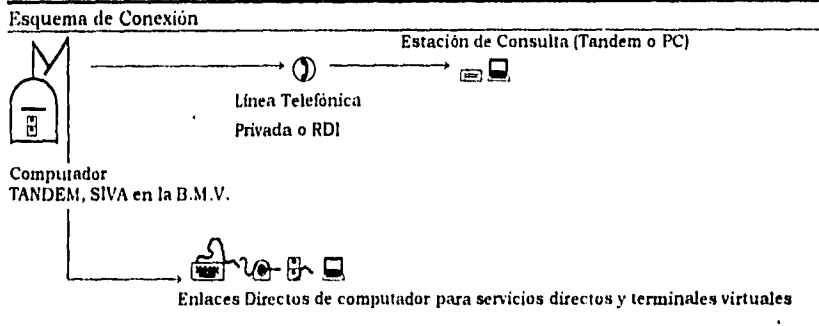 Esquema de Conexión
Estación de Consulta (Tandem o PC)
Línea Telefónica
Privada o RDI
Computador
TANDEM, SIVA en la B.M.V.
Enlaces Directos de computador para servicios directos y terminales virtuales